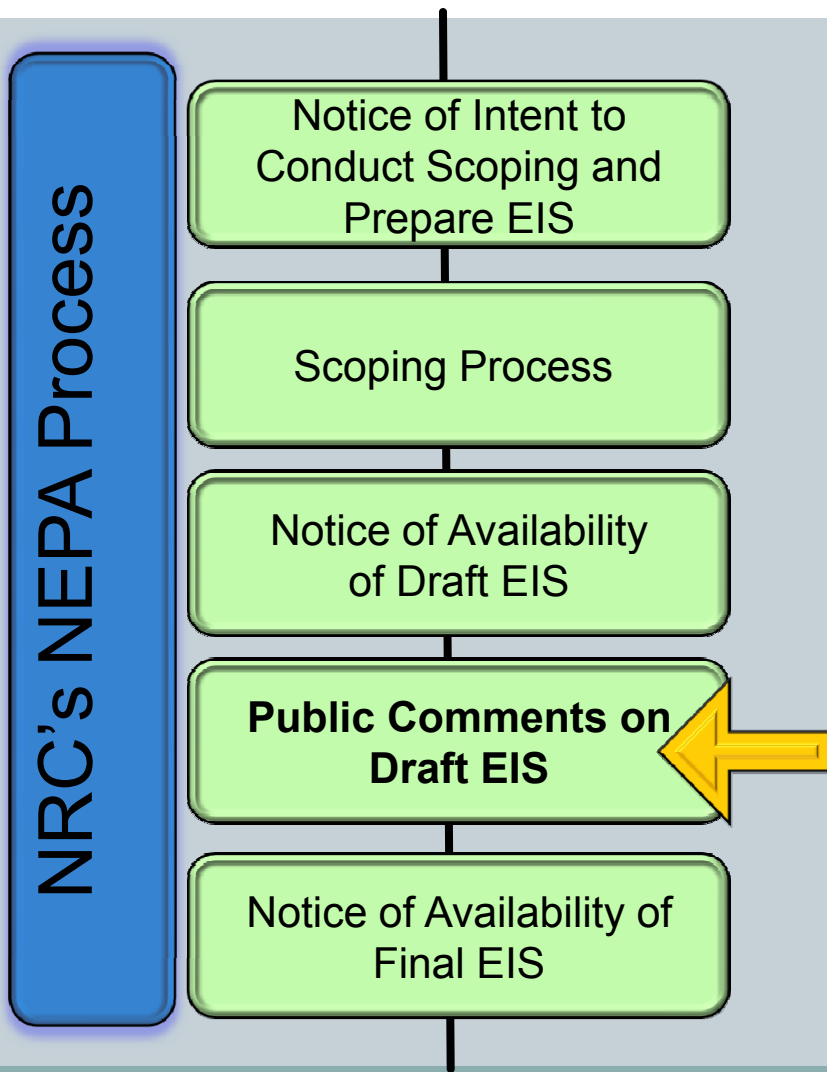 NRC’s NEPA Process
Notice of Intent to
Conduct Scoping and
Prepare EIS
Scoping Process
Notice of Availability
of Draft EIS
Public Comments on
Draft EIS
Notice of Availability of
Final EIS